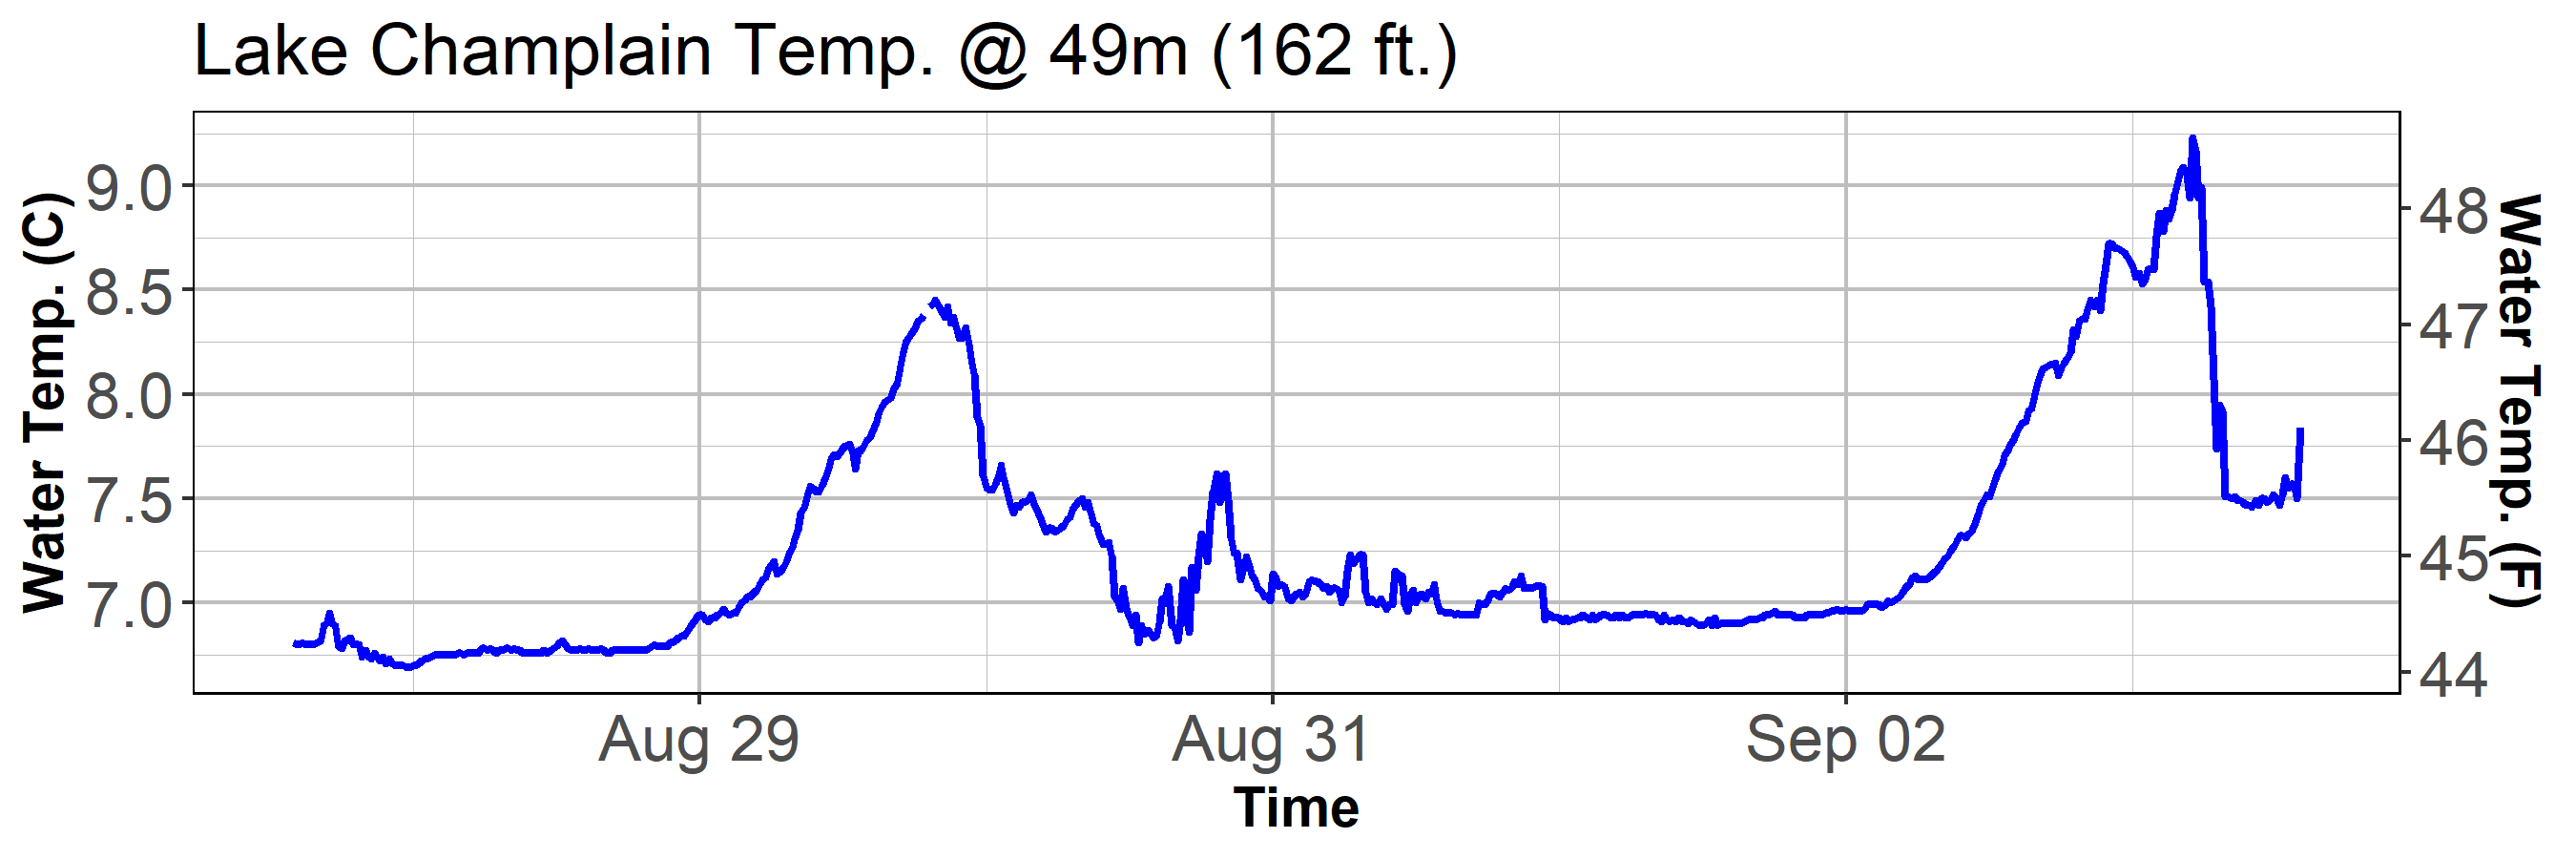 Lake Champlain Temp. @ 49m (162 ft.)
Water Temp. (C)
9.0
8.5
8.0
7.5
7.0
48
47
46
45
44
Water Temp. (F)
Aug 29
Aug 31
Sep 02
Time